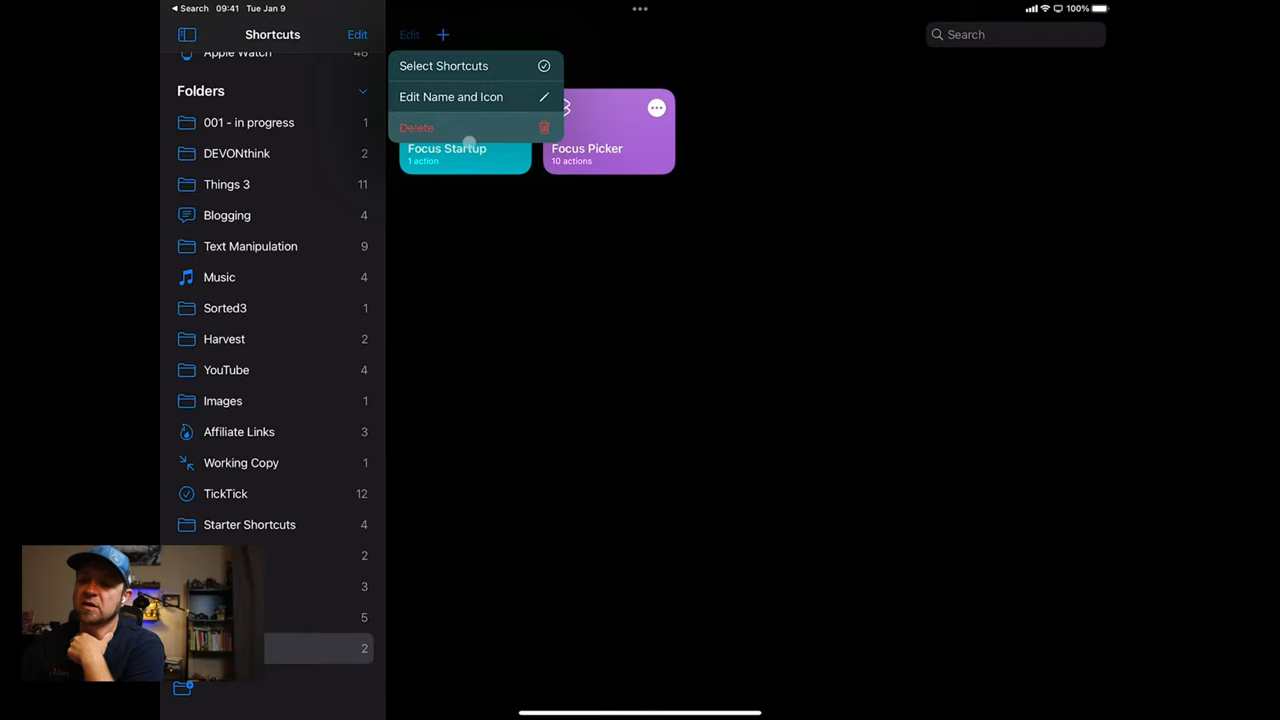 Search 09:41 Tue Jan 9
100%
Shortcuts
Edit
Edit
Search
Apple Watch 48
Select Shortcuts
Edit Name and Icon
Delete
Folders
001 - in progress 1
DEVONthink 2
Things 3 11
Blogging 4
Text Manipulation 9
Music 4
Sorted3 1
Harvest 2
YouTube 4
Images 1
Affiliate Links 3
Working Copy 1
TickTick 12
Starter Shortcuts 4
2
3
5
2
Focus Startup
1 action
Focus Picker
10 actions